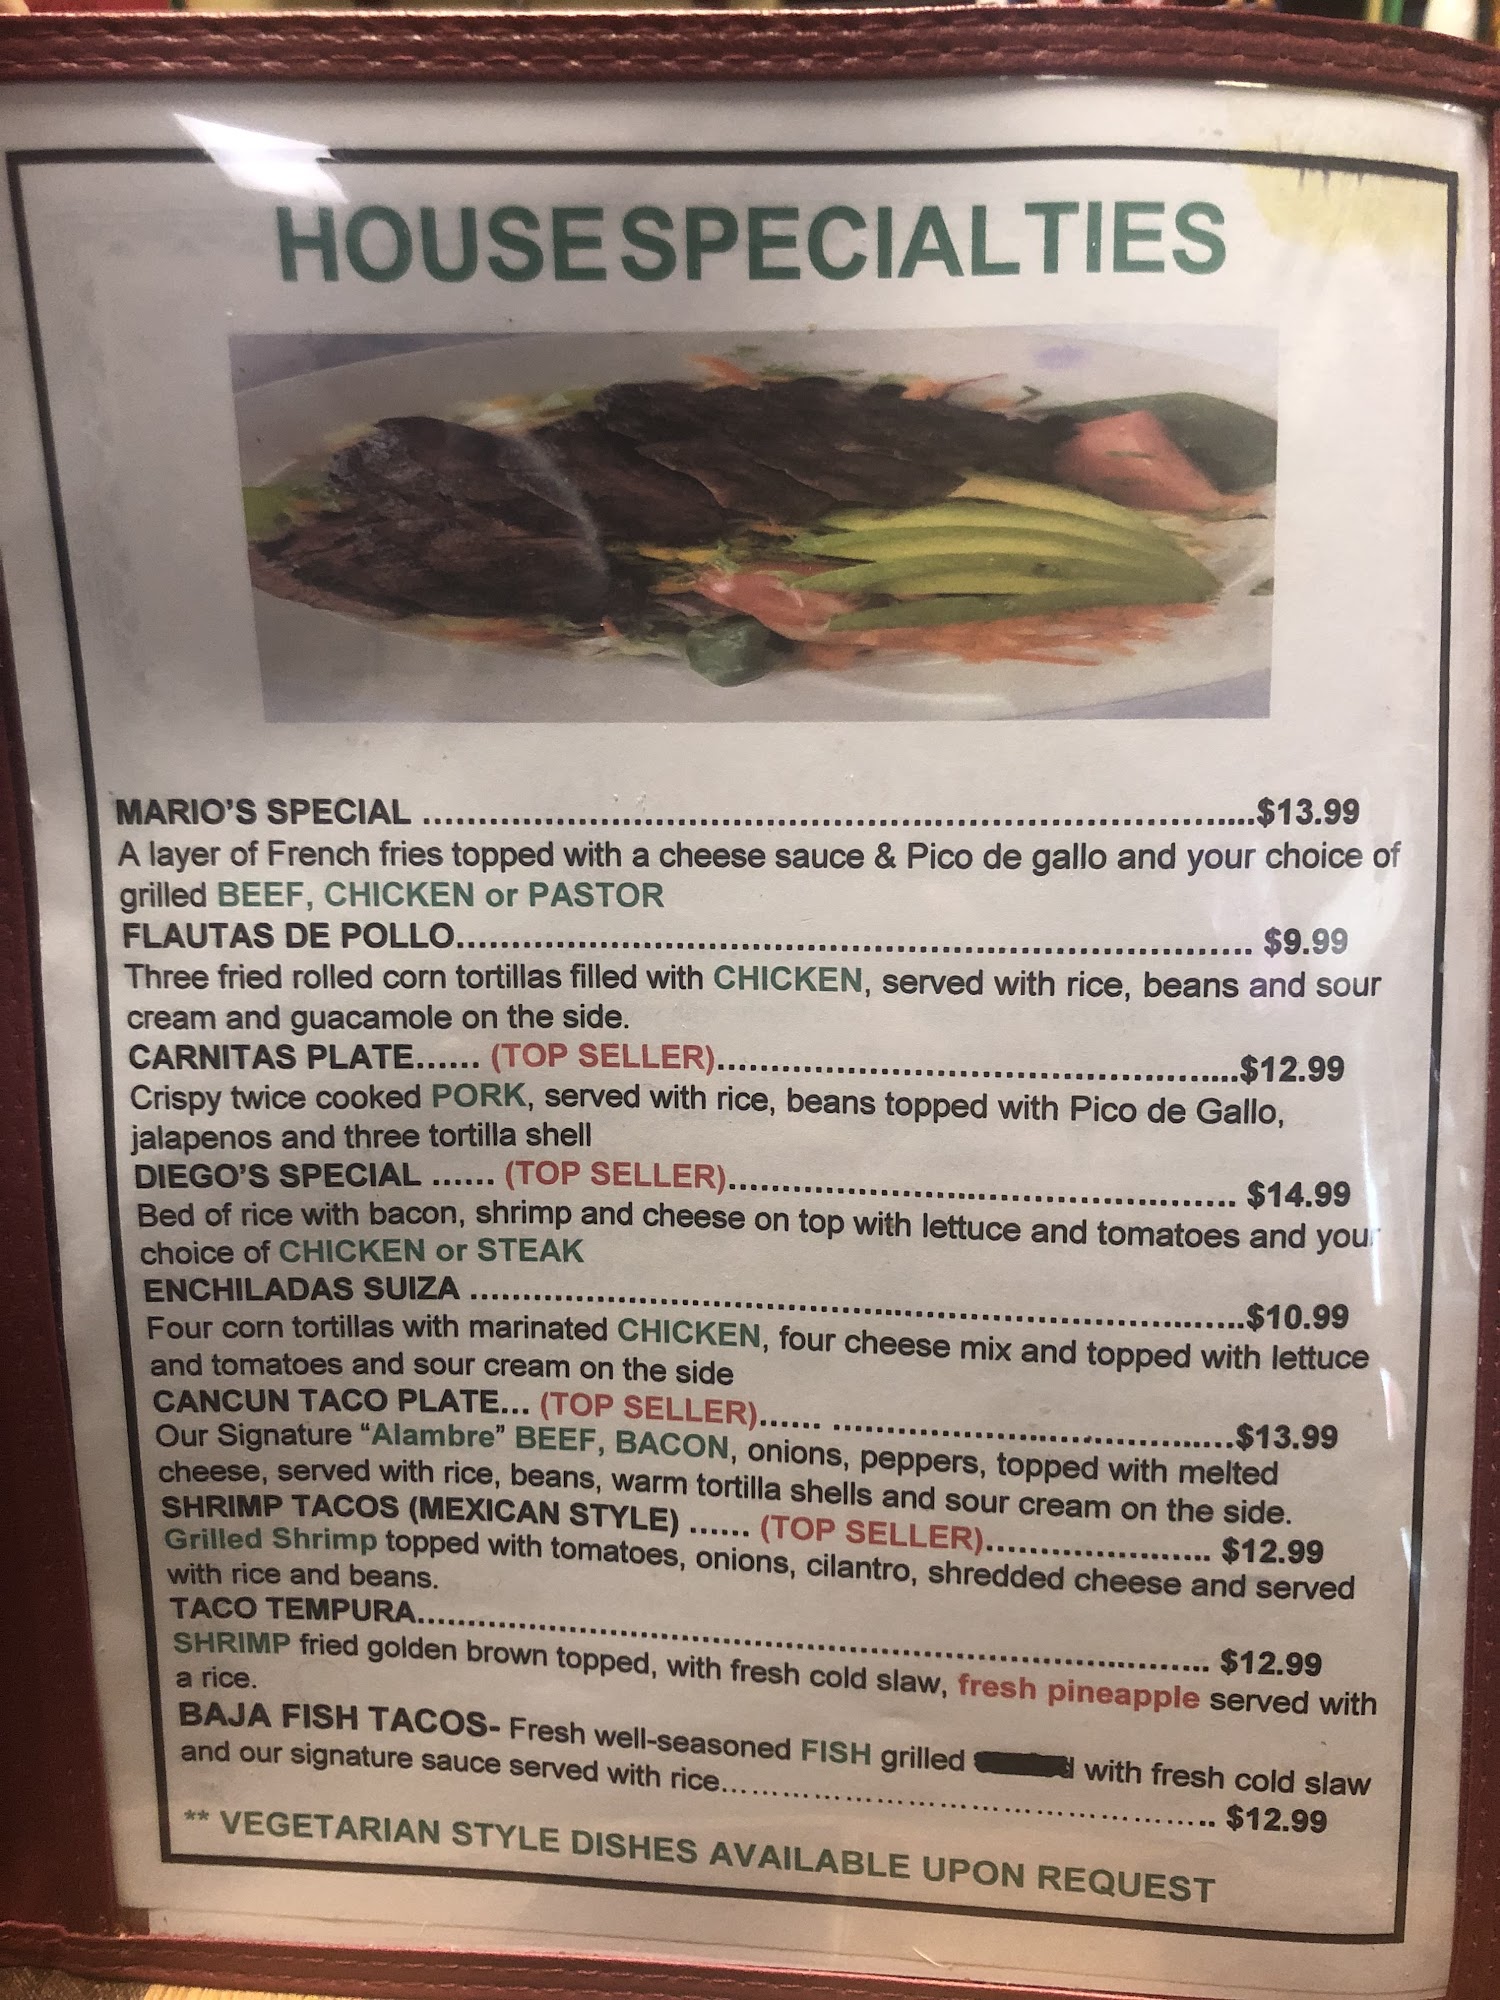 HOUSE SPECIALTIES
MARIO'S SPECIAL ........................................................................... $13.99
A layer of French fries topped with a cheese sauce & Pico de gallo and your choice of
grilled BEEF, CHICKEN or PASTOR
FLAUTAS DE POLLO........................................................................ $9.99
Three fried rolled corn tortillas filled with CHICKEN, served with rice, beans and sour
cream and guacamole on the side.
CARNITAS PLATE...... (TOP SELLER)...............................................$12.99
Crispy twice cooked PORK, served with rice, beans topped with Pico de Gallo,
jalapenos and three tortilla shell
DIEGO'S SPECIAL ...... (TOP SELLER).............................................. $14.99
Bed of rice with bacon, shrimp and cheese on top with lettuce and tomatoes and your
choice of CHICKEN or STEAK
ENCHILADAS SUIZA ......................................................................$10.99
Four corn tortillas with marinated CHICKEN, four cheese mix and topped with lettuce
and tomatoes and sour cream on the side
CANCUN TACO PLATE... (TOP SELLER)...... ....................................$13.99
Our Signature “Alambre” BEEF, BACON, onions, peppers, topped with melted
cheese, served with rice, beans, warm tortilla shells and sour cream on the side.
SHRIMP TACOS (MEXICAN STYLE) ...... (TOP SELLER)..................... $12.99
Grilled Shrimp topped with tomatoes, onions, cilantro, shredded cheese and served
with rice and beans.
TACO TEMPURA........................................................................ $12.99
SHRIMP fried golden brown topped, with fresh cold slaw, fresh pineapple served with
a rice.
BAJA FISH TACOS- Fresh well-seasoned FISH grilled with fresh cold slaw
and our signature sauce served with rice............................................. $12.99
** VEGETARIAN STYLE DISHES AVAILABLE UPON REQUEST